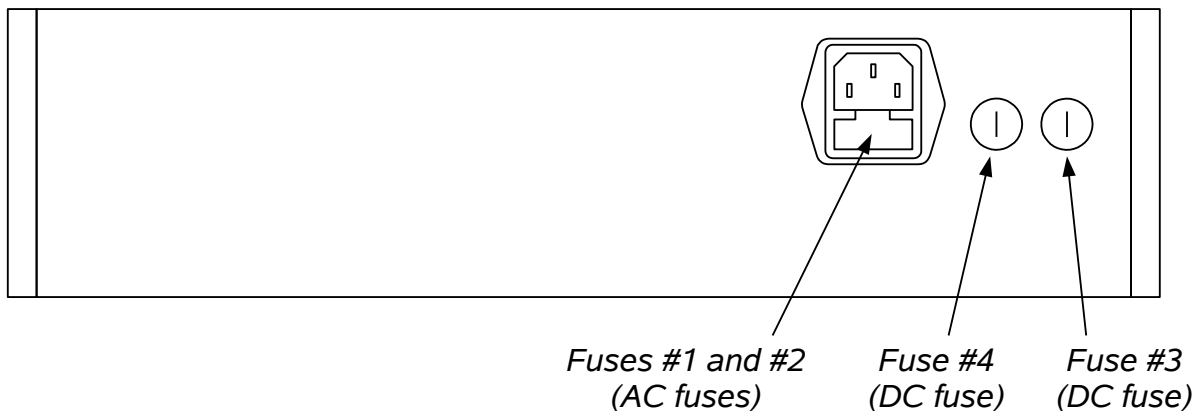 Fuses #1 and #2
(AC fuses)
Fuse #4
(DC fuse)
Fuse #3
(DC fuse)